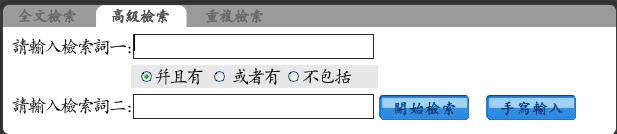 全文檢索 高級檢索 重複檢索
請輸入檢索詞一:
并且有 或者有 不包括
請輸入檢索詞二: 開始檢索 手寫輸入